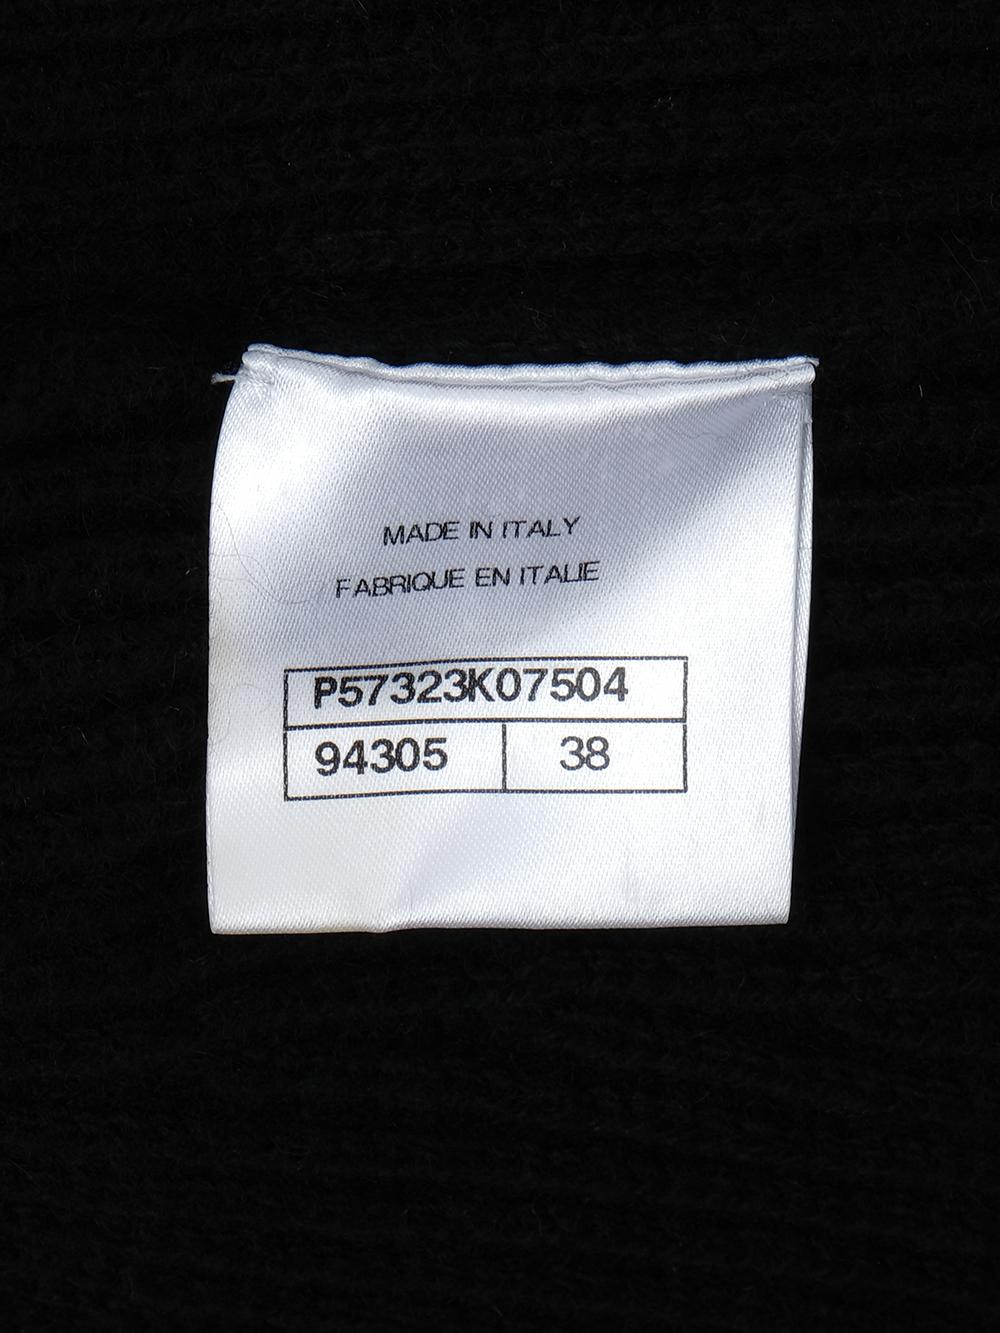 MADE IN ITALY
FABRIQUE EN ITALIE
P57323K07504
94305 38